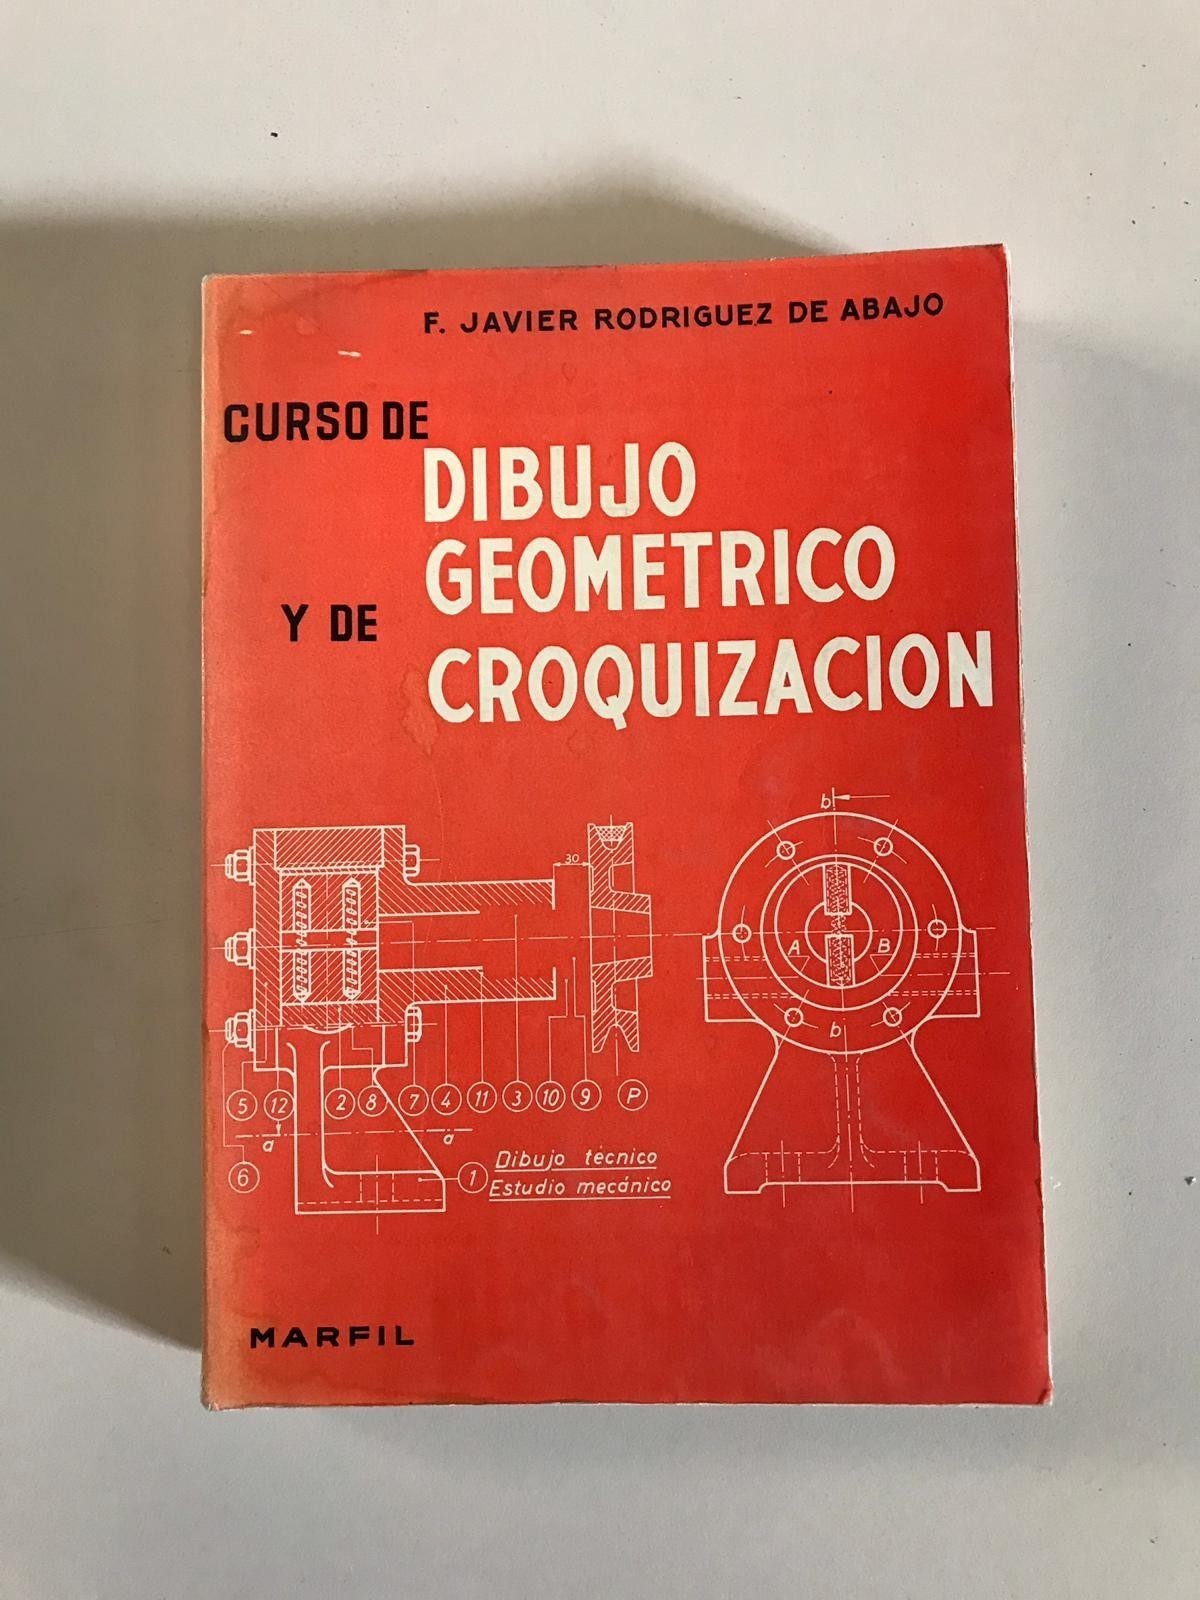 F. JAVIER RODRIGUEZ DE ABAJO
CURSO DE
DIBUJO
GEOMETRICO
Y DE
CROQUIZACION
b
30
A B
b
5 12 2 8 7 4 11 3 10 9 P
a a
6
1
Dibujo técnico
Estudio mecánico
MARFIL